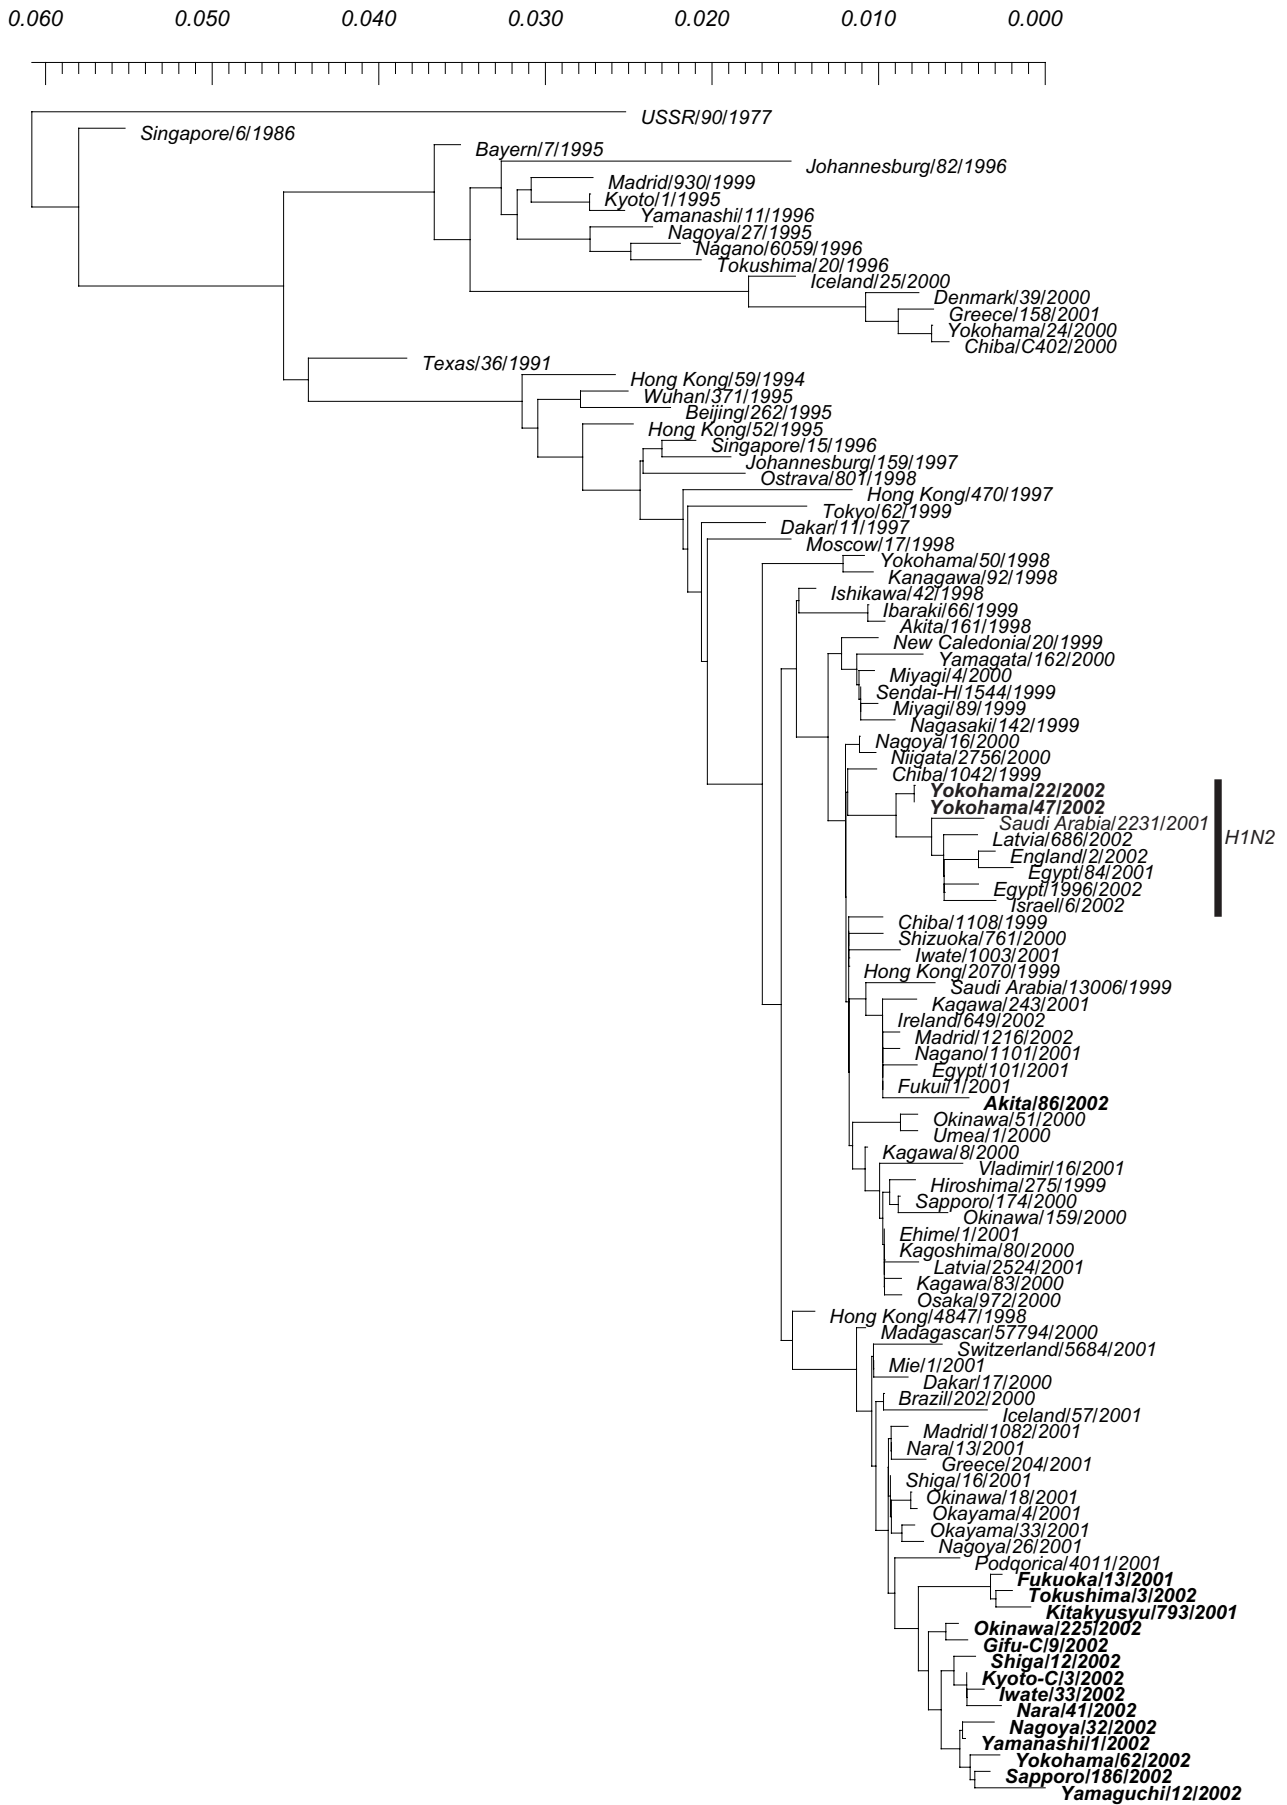 0.060 0.050 0.040 0.030 0.020 0.010 0.000
USSR/90/1977
Singapore/6/1986
Bayern/7/1995
Johannesburg/82/1996
Madrid/930/1999
Kyoto/1/1995
Yamanashi/11/1996
Nagoya/27/1995
Nagano/6059/1996
Tokushima/20/1996
Iceland/25/2000
Denmark/39/2000
Greece/158/2001
Yokohama/24/2000
Chiba/C402/2000
Texas/36/1991
Hong Kong/59/1994
Wuhan/371/1995
Beijing/262/1995
Hong Kong/52/1995
Singapore/15/1996
Johannesburg/159/1997
Ostrava/801/1998
Hong Kong/470/1997
Tokyo/62/1999
Dakar/11/1997
Moscow/17/1998
Yokohama/50/1998
Kanagawa/92/1998
Ishikawa/42/1998
Ibaraki/66/1999
Akita/161/1998
New Caledonia/20/1999
Yamagata/162/2000
Miyagi/4/2000
Sendai-H/1544/1999
Miyagi/89/1999
Nagasaki/142/1999
Nagoya/16/2000
Niigata/2756/2000
Chiba/1042/1999
Yokohama/22/2002
Yokohama/47/2002
Saudi Arabia/2231/2001
Latvia/686/2002
H1N2
England/2/2002
Egypt/84/2001
Egypt/1996/2002
Israel/6/2002
Chiba/1108/1999
Shizuoka/761/2000
Iwate/1003/2001
Hong Kong/2070/1999
Saudi Arabia/13006/1999
Kagawa/243/2001
Ireland/649/2002
Madrid/1216/2002
Nagano/1101/2001
Egypt/101/2001
Fukui/1/2001
Akita/86/2002
Okinawa/51/2000
Umea/1/2000
Kagawa/8/2000
Vladimir/16/2001
Hiroshima/275/1999
Sapporo/174/2000
Okinawa/159/2000
Ehime/1/2001
Kagoshima/80/2000
Latvia/2524/2001
Kagawa/83/2000
Osaka/972/2000
Hong Kong/4847/1998
Madagascar/57794/2000
Switzerland/5684/2001
Mie/1/2001
Dakar/17/2000
Brazil/202/2000
Iceland/57/2001
Madrid/1082/2001
Nara/13/2001
Greece/204/2001
Shiga/16/2001
Okinawa/18/2001
Okayama/4/2001
Okayama/33/2001
Nagoya/26/2001
Podqorica/4011/2001
Fukuoka/13/2001
Tokushima/3/2002
Kitakyusyu/793/2001
Okinawa/225/2002
Gifu-C/9/2002
Shiga/12/2002
Kyoto-C/3/2002
Iwate/33/2002
Nara/41/2002
Nagoya/32/2002
Yamanashi/1/2002
Yokohama/62/2002
Sapporo/186/2002
Yamaguchi/12/2002